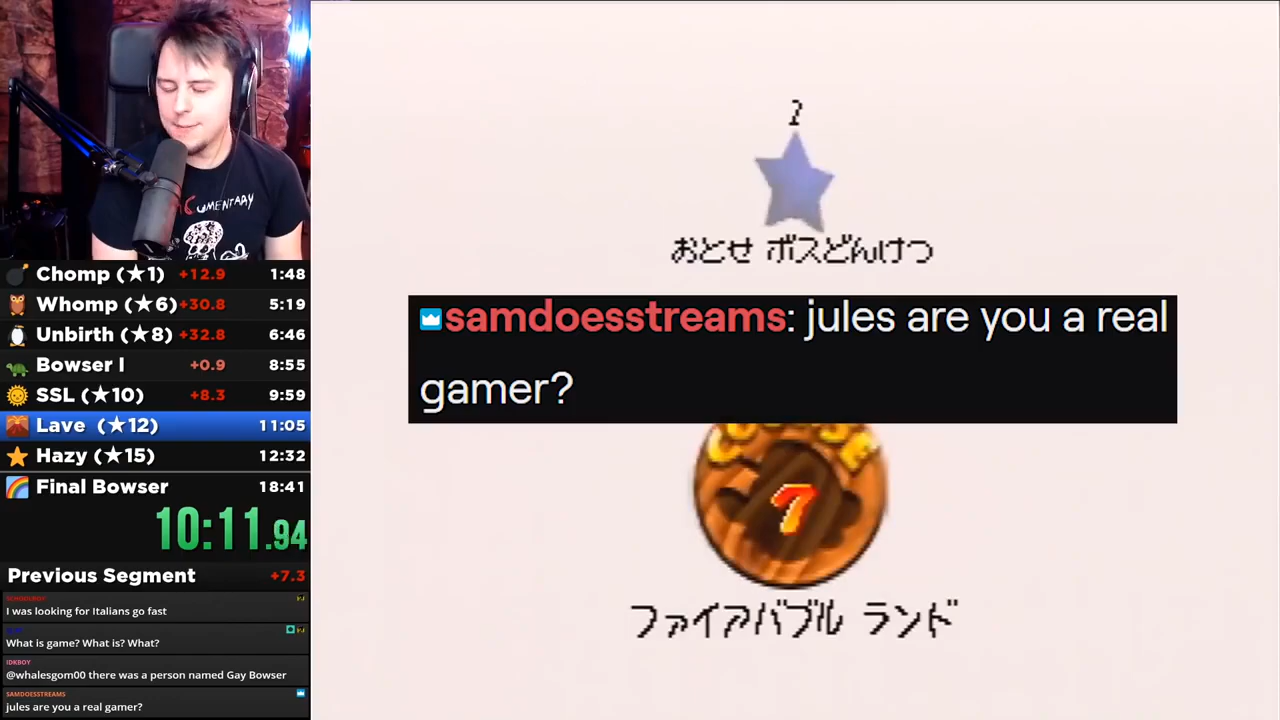 CUMENTARY
Chomp (★1) +12.9 1:48
Whomp (★6) +30.8 5:19
Unbirth (★8) +32.8 6:46
Bowser I +0.9 8:55
SSL (★10) +8.3 9:59
Lave (★12) 11:05
Hazy (★15) 12:32
Final Bowser 18:41
10:11.94
Previous Segment +7.3
I was looking for Italians go fast
What is game? What is? What?
IDKBOY
@whalesgom00 there was a person named Gay Bowser
SAMDOESSTREAMS
jules are you a real gamer?
2
おとせ ボスどんけつ
samdoesstreams: jules are you a real
gamer?
COURSE
7
ファイアバブル ランド